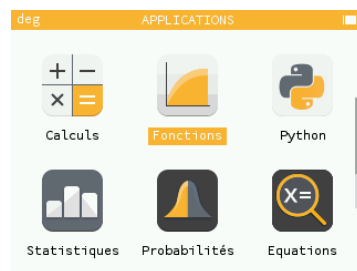 deg APPLICATIONS
+ −
× =
Calculs Fonctions Python
X=
Statistiques Probabilités Equations